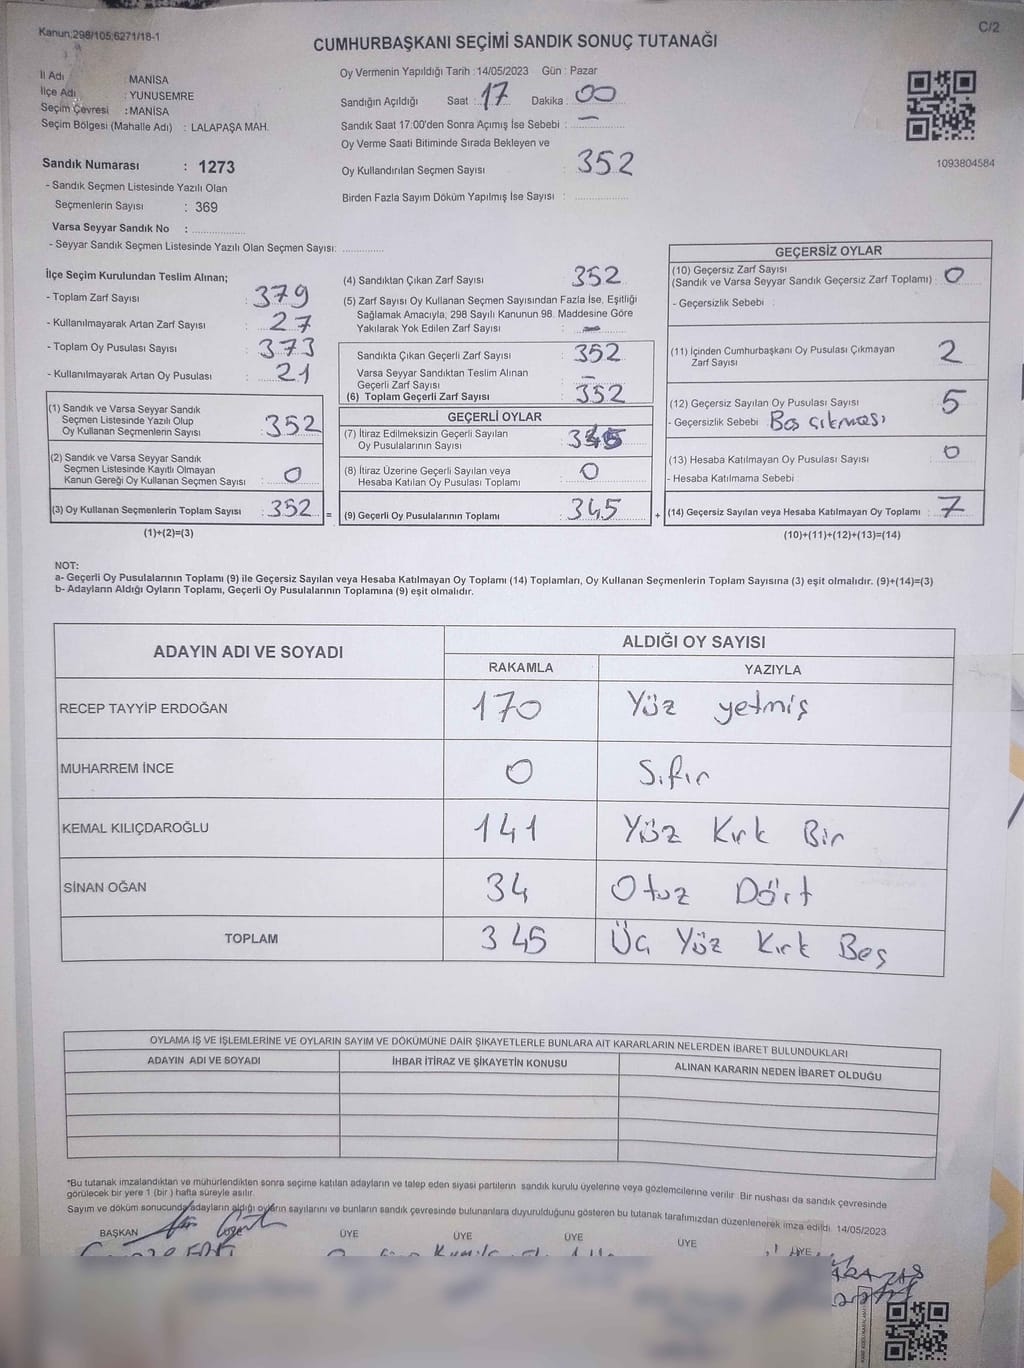 Kanun,298/105,6271/18-1
C/2
CUMHURBAŞKANI SEÇİMİ SANDIK SONUÇ TUTANAĞI
İl Adı : MANİSA
İlçe Adı : YUNUSEMRE
Seçim Çevresi : MANİSA
Seçim Bölgesi (Mahalle Adı) : LALAPAŞA MAH.
Oy Vermenin Yapıldığı Tarih : 14/05/2023 Gün : Pazar
Sandığın Açıldığı Saat : 17 Dakika : 00
Sandık Saat 17:00'den Sonra Açımış İse Sebebi : —
Oy Verme Saati Bitiminde Sırada Bekleyen ve
Oy Kullandırılan Seçmen Sayısı : 352
Birden Fazla Sayım Döküm Yapılmış İse Sayısı :
1093804584
Sandık Numarası : 1273
- Sandık Seçmen Listesinde Yazılı Olan
Seçmenlerin Sayısı : 369
Varsa Seyyar Sandık No :
- Seyyar Sandık Seçmen Listesinde Yazılı Olan Seçmen Sayısı:
İlçe Seçim Kurulundan Teslim Alınan;
- Toplam Zarf Sayısı : 379
- Kullanılmayarak Artan Zarf Sayısı : 27
- Toplam Oy Pusulası Sayısı : 373
- Kullanılmayarak Artan Oy Pusulası : 21
(1) Sandık ve Varsa Seyyar Sandık
Seçmen Listesinde Yazılı Olup
Oy Kullanan Seçmenlerin Sayısı : 352
(2) Sandık ve Varsa Seyyar Sandık
Seçmen Listesinde Kayıtlı Olmayan
Kanun Gereği Oy Kullanan Seçmen Sayısı : 0
(3) Oy Kullanan Seçmenlerin Toplam Sayısı : 352 =
(1)+(2)=(3)
(4) Sandıktan Çıkan Zarf Sayısı 352
(5) Zarf Sayısı Oy Kullanan Seçmen Sayısından Fazla İse, Eşitliği
Sağlamak Amacıyla, 298 Sayılı Kanunun 98. Maddesine Göre
Yakılarak Yok Edilen Zarf Sayısı : —
Sandıkta Çıkan Geçerli Zarf Sayısı : 352
Varsa Seyyar Sandıktan Teslim Alınan
Geçerli Zarf Sayısı : —
(6) Toplam Geçerli Zarf Sayısı : 352
GEÇERLİ OYLAR
(7) İtiraz Edilmeksizin Geçerli Sayılan
Oy Pusulalarının Sayısı : 345
(8) İtiraz Üzerine Geçerli Sayılan veya
Hesaba Katılan Oy Pusulası Toplamı : 0
(9) Geçerli Oy Pusulalarının Toplamı : 345 +
GEÇERSİZ OYLAR
(10) Geçersiz Zarf Sayısı
(Sandık ve Varsa Seyyar Sandık Geçersiz Zarf Toplamı) : 0
- Geçersizlik Sebebi :
(11) İçinden Cumhurbaşkanı Oy Pusulası Çıkmayan
Zarf Sayısı 2
(12) Geçersiz Sayılan Oy Pusulası Sayısı 5
- Geçersizlik Sebebi Boş çıkması
(13) Hesaba Katılmayan Oy Pusulası Sayısı 0
- Hesaba Katılmama Sebebi
(14) Geçersiz Sayılan veya Hesaba Katılmayan Oy Toplamı : 7
(10)+(11)+(12)+(13)=(14)
NOT:
a- Geçerli Oy Pusulalarının Toplamı (9) ile Geçersiz Sayılan veya Hesaba Katılmayan Oy Toplamı (14) Toplamları, Oy Kullanan Seçmenlerin Toplam Sayısına (3) eşit olmalıdır. (9)+(14)=(3)
b- Adayların Aldığı Oyların Toplamı, Geçerli Oy Pusulalarının Toplamına (9) eşit olmalıdır.
ADAYIN ADI VE SOYADI
ALDIĞI OY SAYISI
RAKAMLA YAZIYLA
RECEP TAYYİP ERDOĞAN 170 Yüz yetmiş
MUHARREM İNCE 0 Sıfır
KEMAL KILIÇDAROĞLU 141 Yüz Kırk Bir
SİNAN OĞAN 34 Otuz Dört
TOPLAM 345 Üç Yüz Kırk Beş
OYLAMA İŞ VE İŞLEMLERİNE VE OYLARIN SAYIM VE DÖKÜMÜNE DAİR ŞİKAYETLERLE BUNLARA AİT KARARLARIN NELERDEN İBARET BULUNDUKLARI
ADAYIN ADI VE SOYADI İHBAR İTİRAZ VE ŞİKAYETİN KONUSU ALINAN KARARIN NEDEN İBARET OLDUĞU
*Bu tutanak imzalandıktan ve mühürlendikten sonra seçime katılan adayların ve talep eden siyasi partilerin sandık kurulu üyelerine veya gözlemcilerine verilir. Bir nushası da sandık çevresinde
görülecek bir yere 1 (bir ) hafta süreyle asılır.
Sayım ve döküm sonucunda adayların aldığı oyların sayılarını ve bunların sandık çevresinde bulunanlara duyurulduğunu gösteren bu tutanak tarafımızdan düzenlenerek imza edildi. 14/05/2023
BAŞKAN ÜYE ÜYE ÜYE ÜYE ÜYE